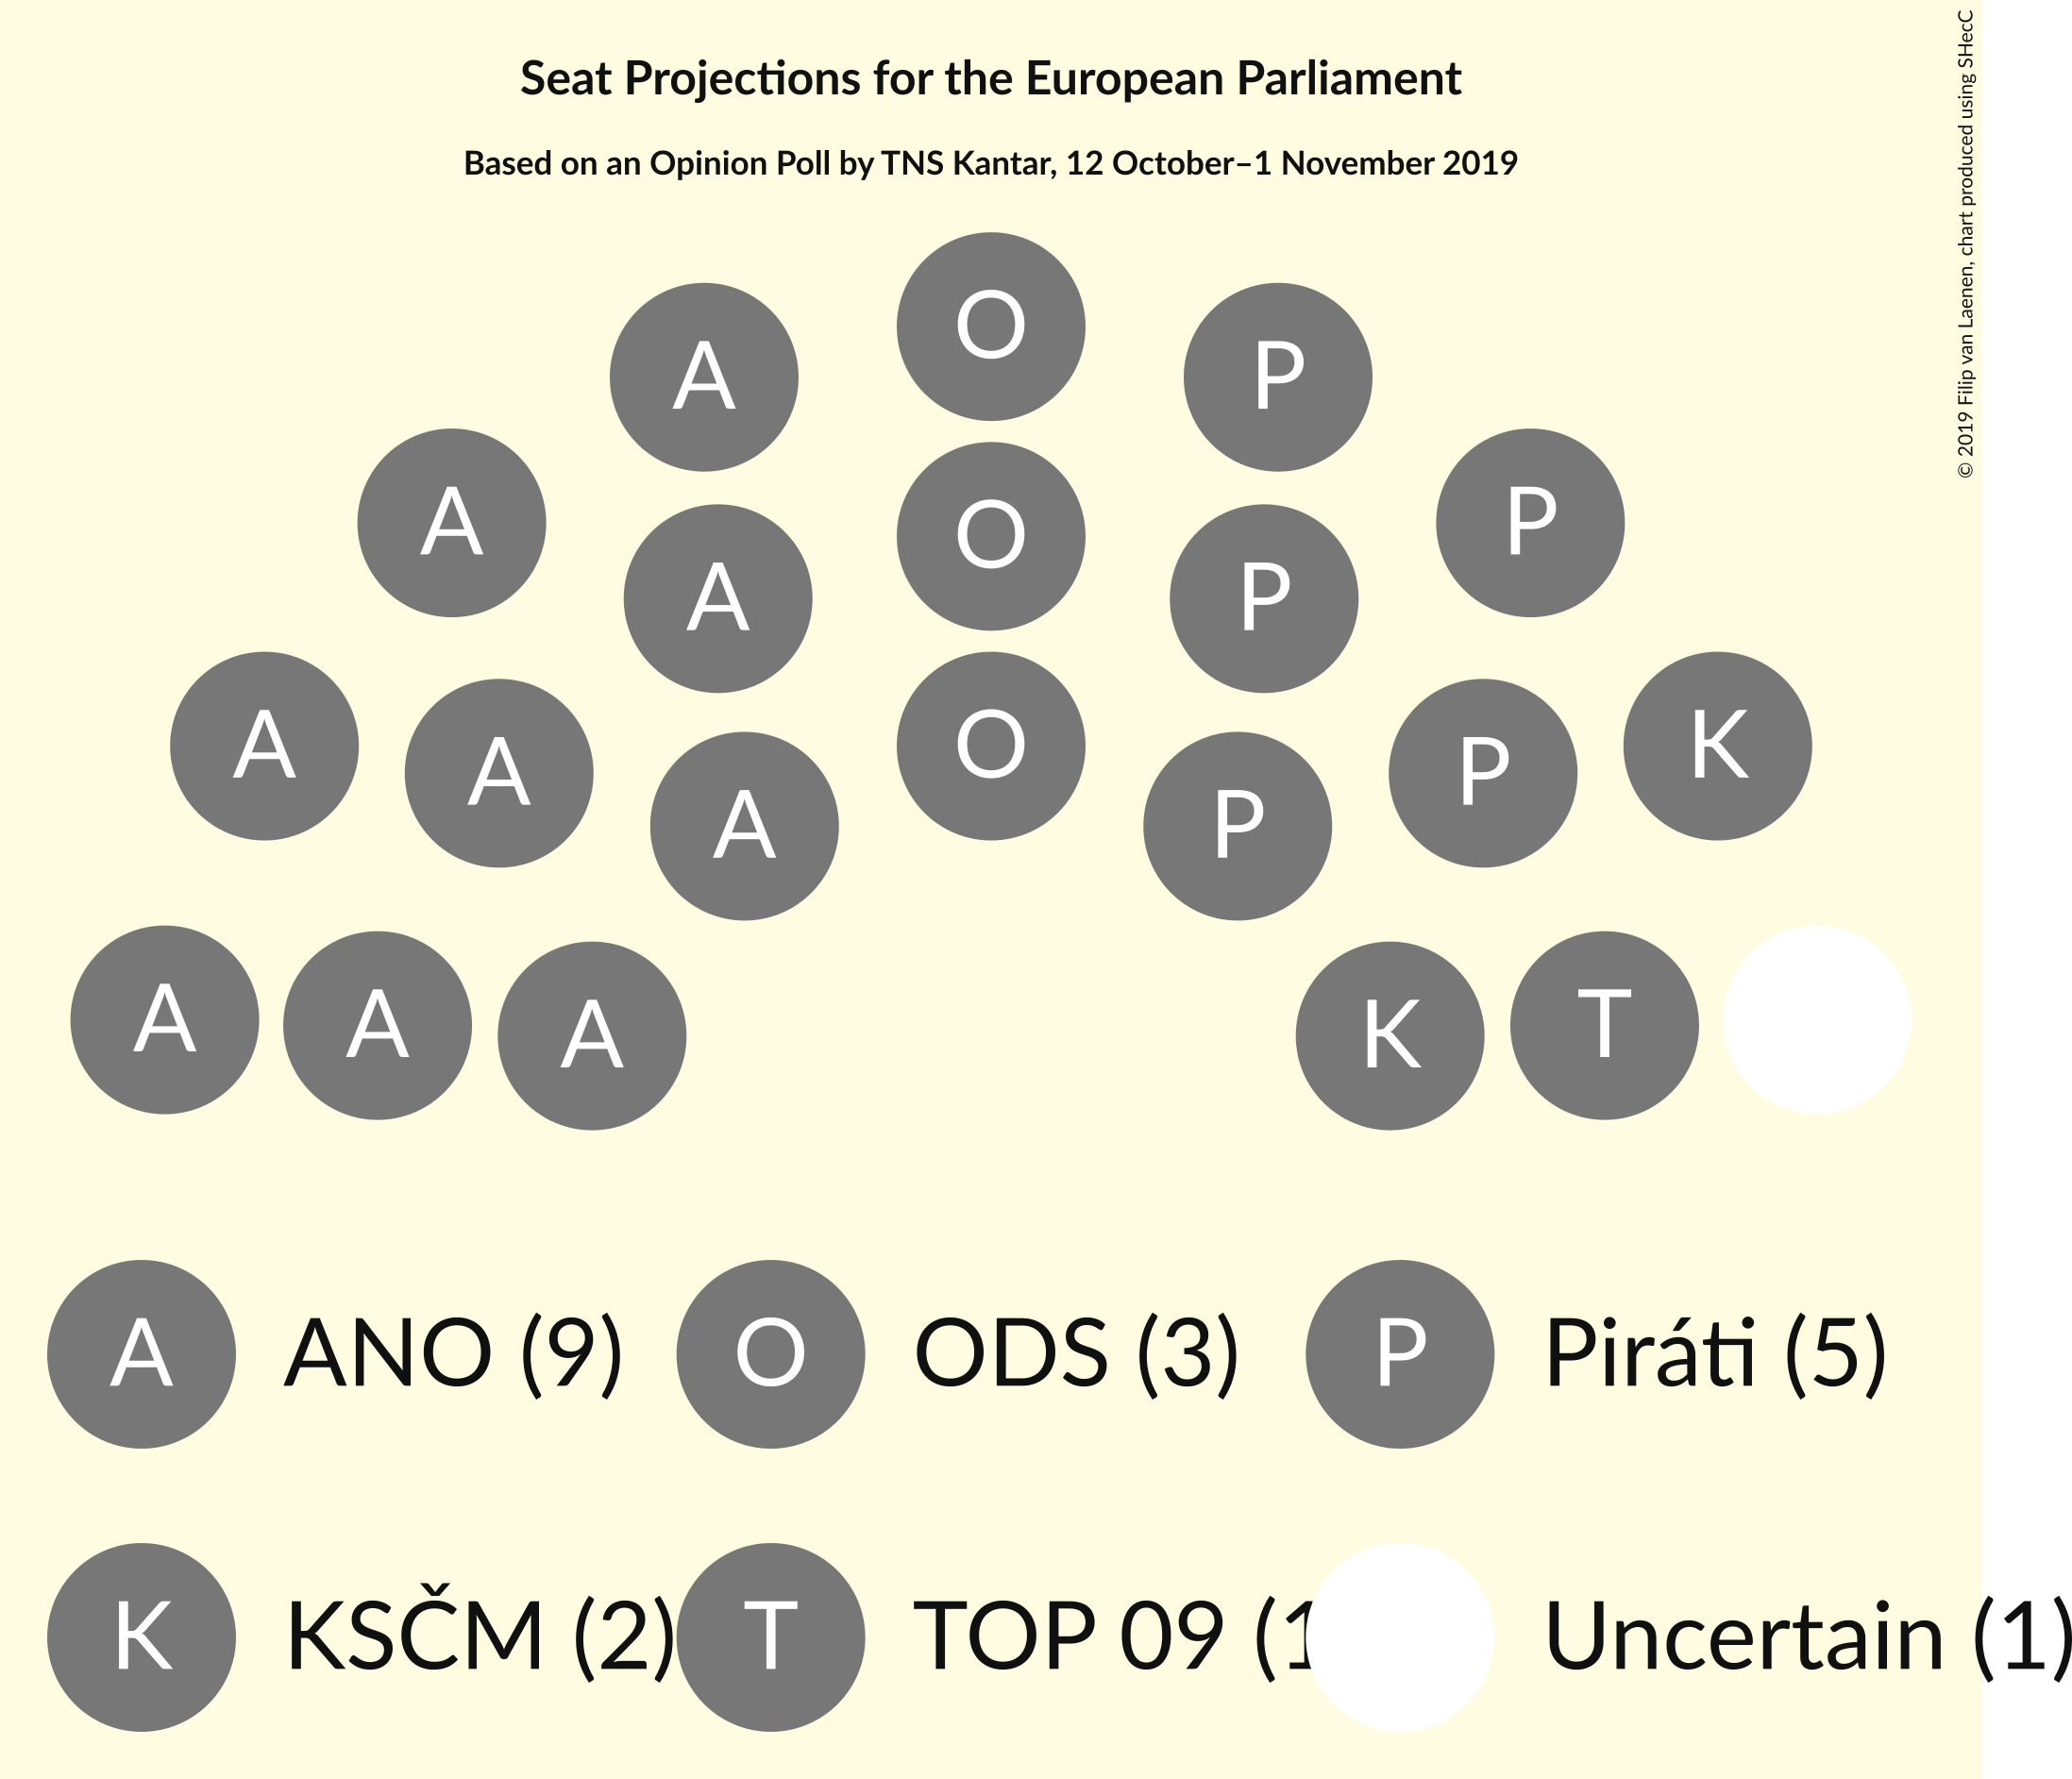 Seat Projections for the European Parliament
Based on an Opinion Poll by TNS Kantar, 12 October–1 November 2019
© 2019 Filip van Laenen, chart produced using SHecC
O
A P
A P
O
A P
A O K
A P
A P
A A A K T
A ANO (9) O ODS (3) P Piráti (5)
K KSČM (2) T TOP 09 (1 Uncertain (1)